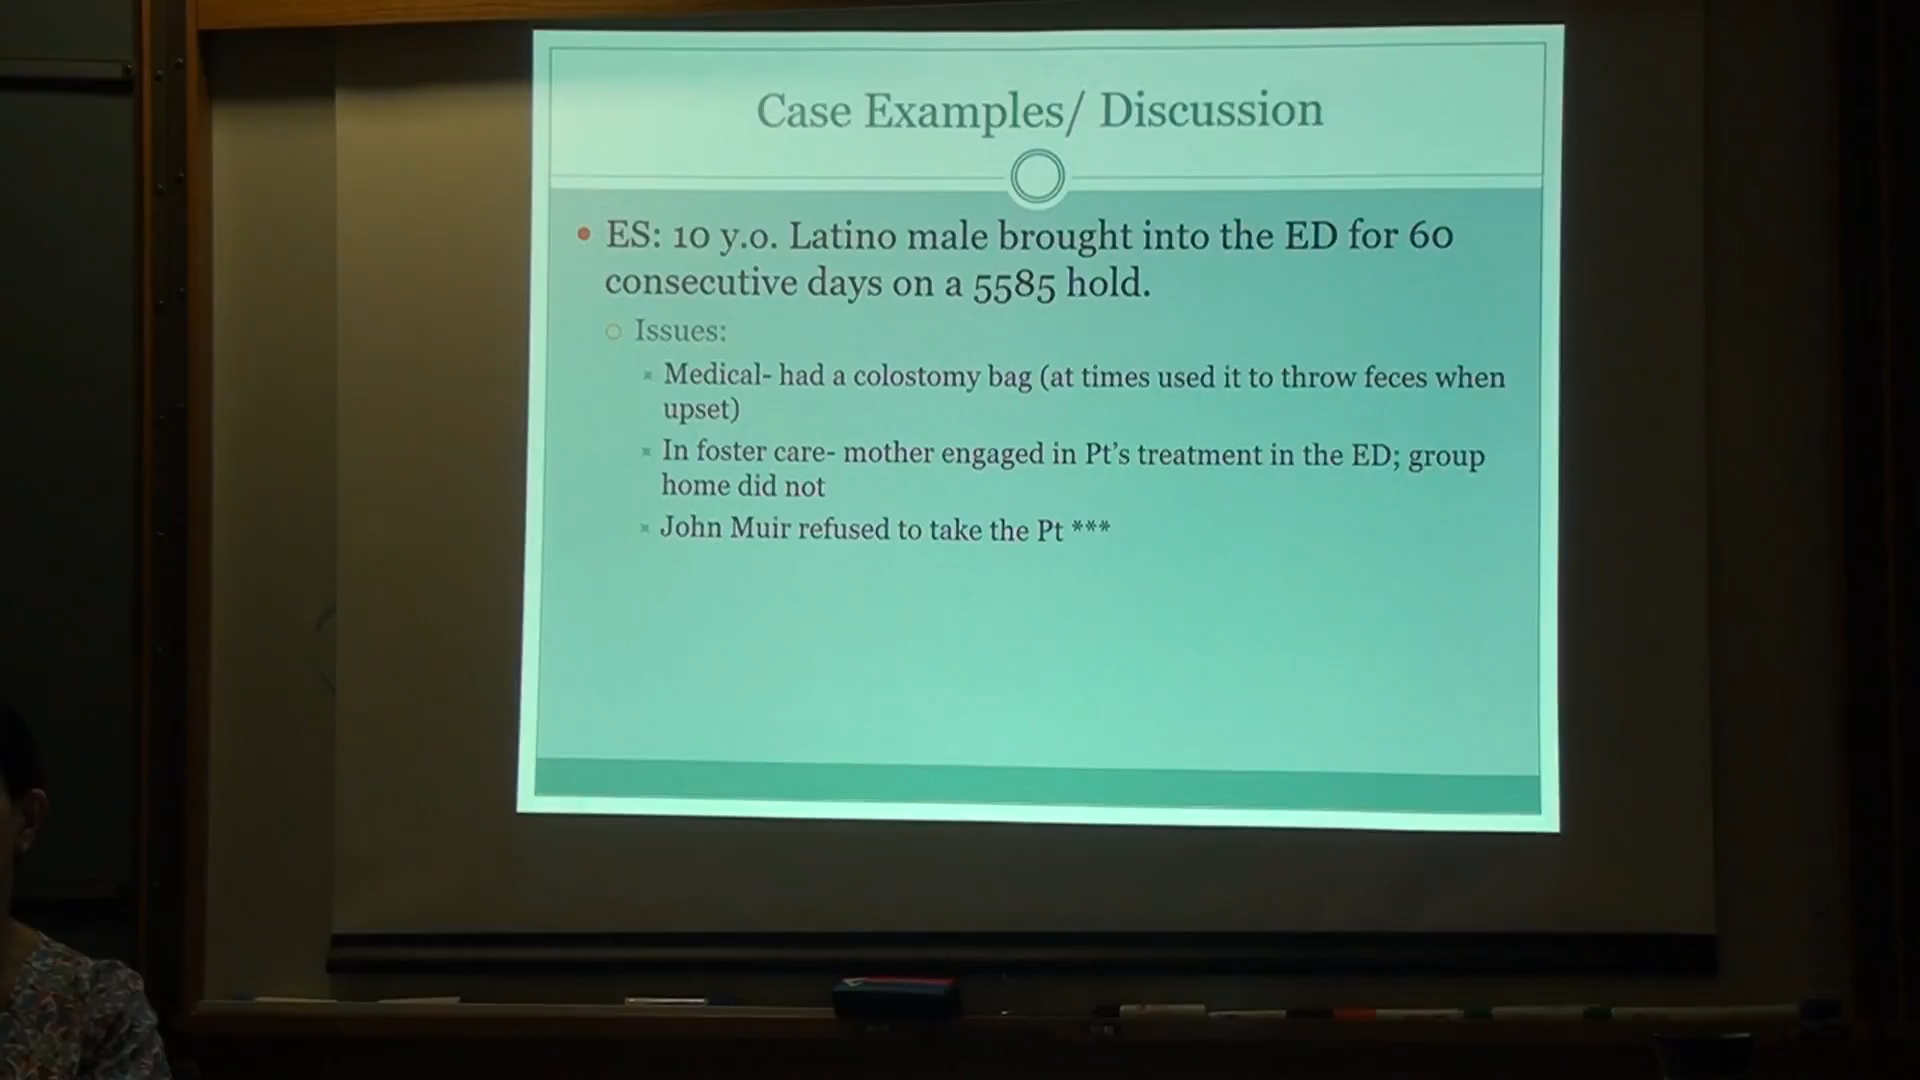 Case Examples/ Discussion
• ES: 10 y.o. Latino male brought into the ED for 60
consecutive days on a 5585 hold.
Issues:
Medical- had a colostomy bag (at times used it to throw feces when
upset)
In foster care- mother engaged in Pt's treatment in the ED; group
home did not
John Muir refused to take the Pt ***